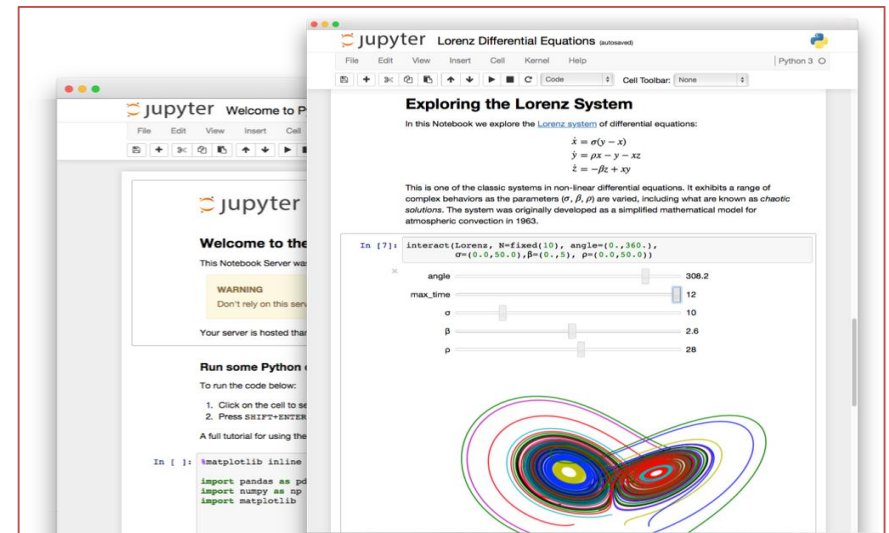 jupyter Lorenz Differential Equations (autosaved)
File Edit View Insert Cell Kernel Help Python 3
Code Cell Toolbar: None
Exploring the Lorenz System
In this Notebook we explore the Lorenz system of differential equations:
ẋ = σ(y − x)
ẏ = ρx − y − xz
ż = −βz + xy
This is one of the classic systems in non-linear differential equations. It exhibits a range of
complex behaviors as the parameters (σ, β, ρ) are varied, including what are known as chaotic
solutions. The system was originally developed as a simplified mathematical model for
atmospheric convection in 1963.
In [7]: interact(Lorenz, N=fixed(10), angle=(0.,360.),
σ=(0.0,50.0),β=(0.,5), ρ=(0.0,50.0))
angle 308.2
max_time 12
σ 10
β 2.6
ρ 28
jupyter Welcome to P
File Edit View Insert Cell
jupyter
Welcome to the
This Notebook Server was
WARNING
Don't rely on this serv
Your server is hosted than
Run some Python
To run the code below:
1. Click on the cell to se
2. Press SHIFT+ENTER
A full tutorial for using the
In [ ]: %matplotlib inline
import pandas as pd
import numpy as np
import matplotlib